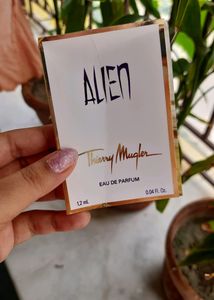 ALIEN
Thierry Mugler
EAU DE PARFUM
1,2 mL 0.04 FL. OZ.